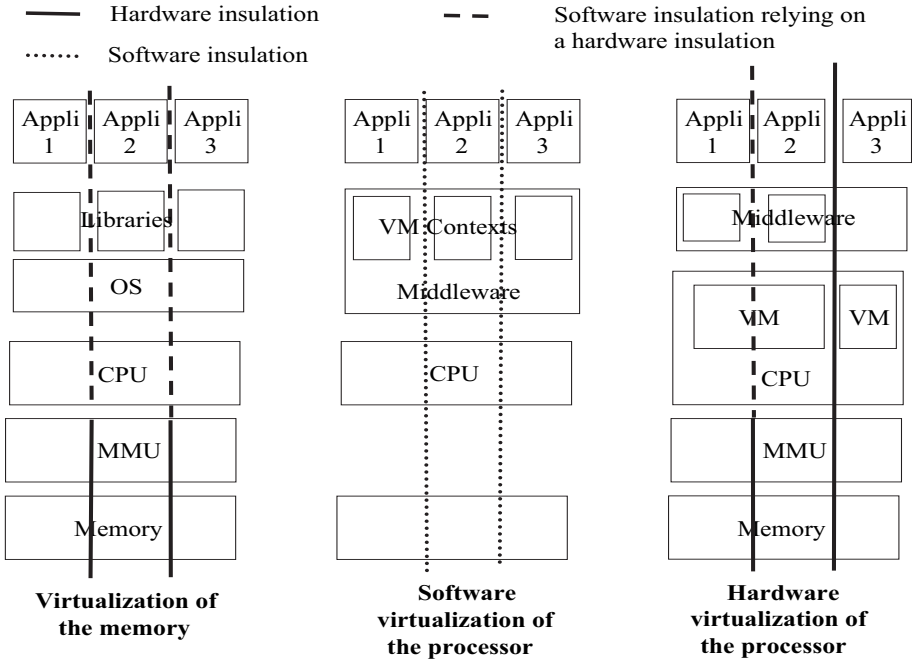 Hardware insulation
Software insulation
Software insulation relying on
a hardware insulation
Appli
1
Appli
2
Appli
3
Libraries
OS
CPU
MMU
Memory
Virtualization of
the memory
Appli
1
Appli
2
Appli
3
VM Contexts
Middleware
CPU
Software
virtualization of
the processor
Appli
1
Appli
2
Appli
3
Middleware
VM
VM
CPU
MMU
Memory
Hardware
virtualization of
the processor